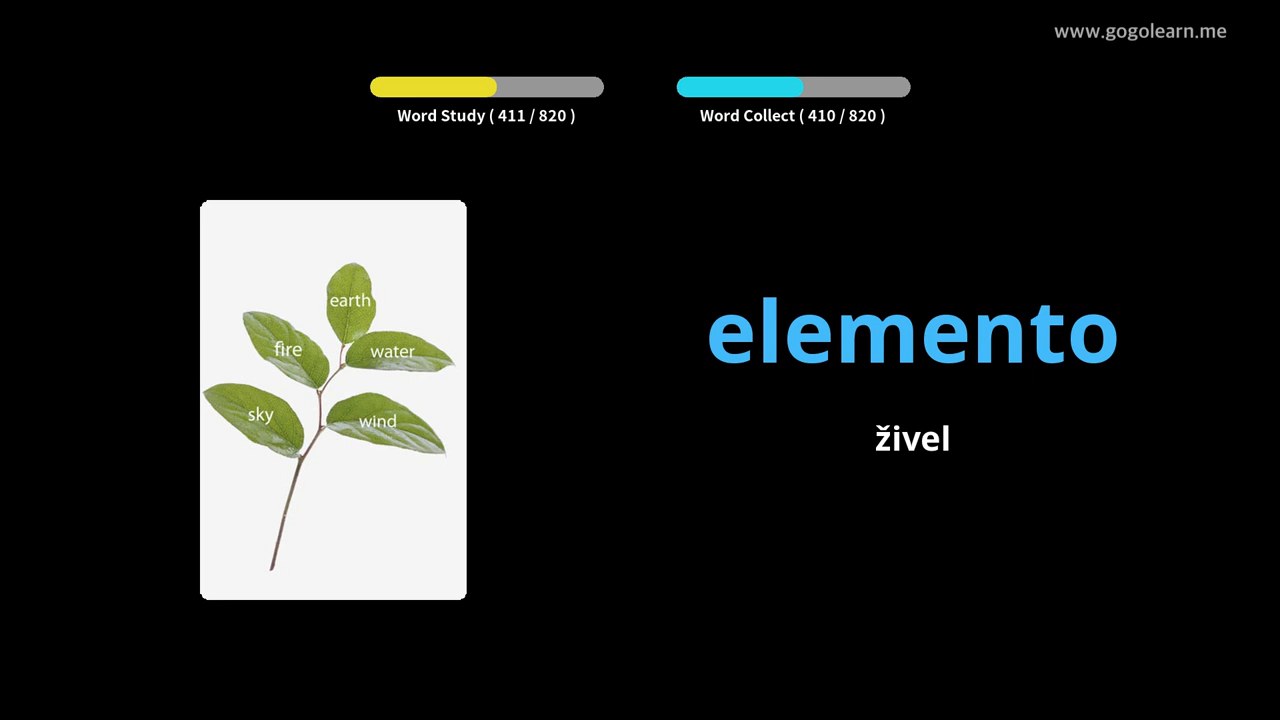 www.gogolearn.me
Word Study ( 411 / 820 )
Word Collect ( 410 / 820 )
earth
fire
water
sky
wind
elemento
živel